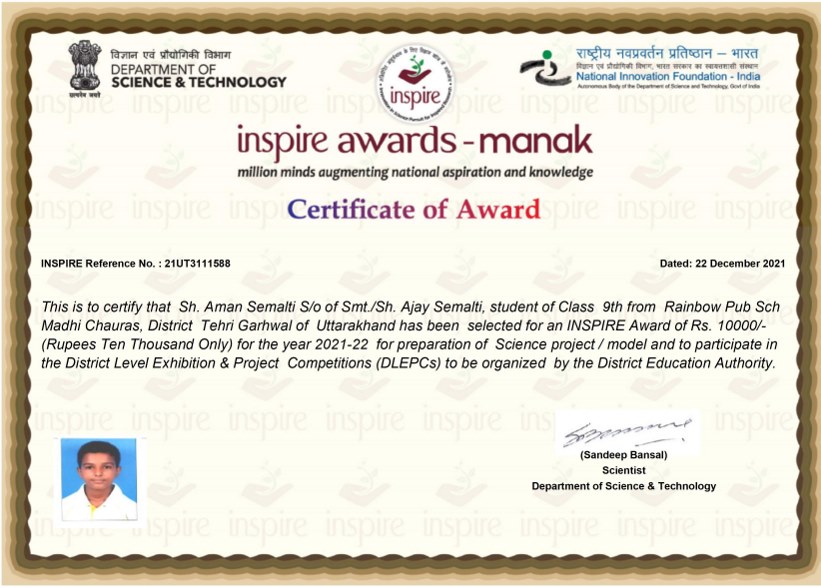 विज्ञान एवं प्रौद्योगिकी विभाग
DEPARTMENT OF
SCIENCE & TECHNOLOGY
सत्यमेव जयते
inspire
राष्ट्रीय नवप्रवर्तन प्रतिष्ठान – भारत
विज्ञान एवं प्रौद्योगिकी विभाग, भारत सरकार का स्वायत्तशासी संस्थान
National Innovation Foundation - India
Autonomous Body of the Department of Science and Technology, Govt of India
inspire awards - manak
million minds augmenting national aspiration and knowledge
Certificate of Award
INSPIRE Reference No. : 21UT3111588
Dated: 22 December 2021
This is to certify that Sh. Aman Semalti S/o of Smt./Sh. Ajay Semalti, student of Class 9th from Rainbow Pub Sch
Madhi Chauras, District Tehri Garhwal of Uttarakhand has been selected for an INSPIRE Award of Rs. 10000/-
(Rupees Ten Thousand Only) for the year 2021-22 for preparation of Science project / model and to participate in
the District Level Exhibition & Project Competitions (DLEPCs) to be organized by the District Education Authority.
(Sandeep Bansal)
Scientist
Department of Science & Technology